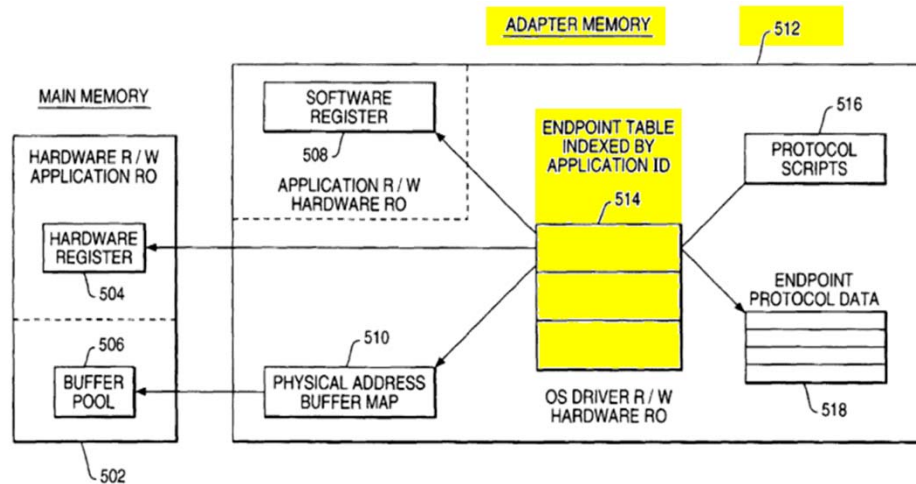 ADAPTER MEMORY
512
MAIN MEMORY
HARDWARE R / W
APPLICATION RO
HARDWARE
REGISTER
504
506
BUFFER
POOL
502
SOFTWARE
REGISTER
508
APPLICATION R / W
HARDWARE RO
510
PHYSICAL ADDRESS
BUFFER MAP
ENDPOINT TABLE
INDEXED BY
APPLICATION ID
514
OS DRIVER R / W
HARDWARE RO
516
PROTOCOL
SCRIPTS
ENDPOINT
PROTOCOL DATA
518